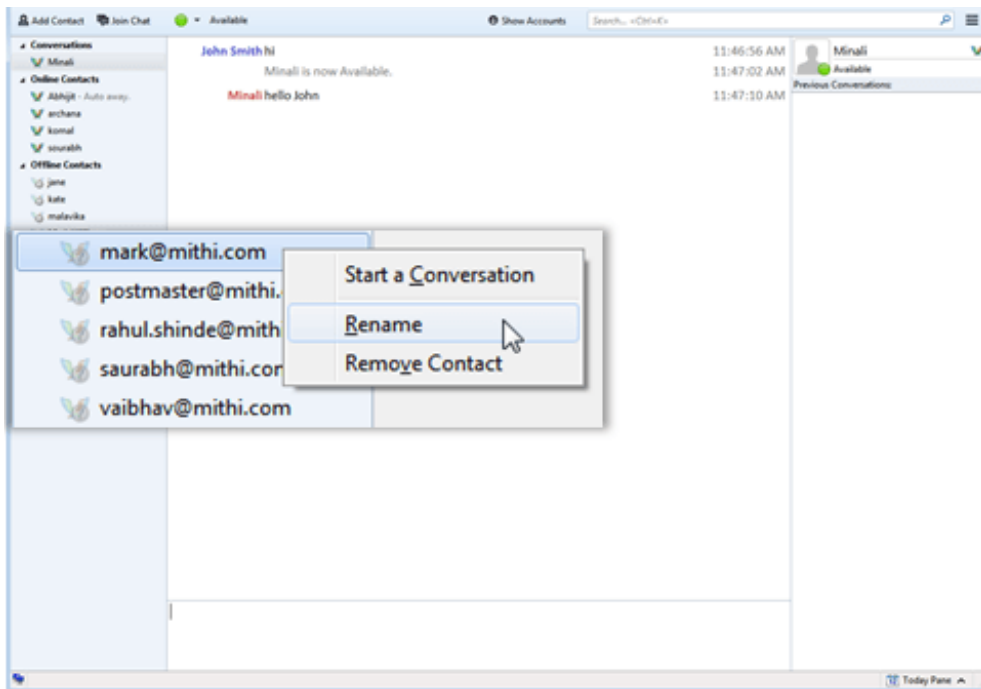 Add Contact Join Chat Available Show Accounts Search... <Ctrl+K>
Conversations
Minali
Online Contacts
Abhijit - Auto away.
archana
komal
sourabh
Offline Contacts
jane
kate
malavika
John Smith hi 11:46:56 AM
Minali is now Available. 11:47:02 AM
Minali hello John 11:47:10 AM
Minali
Available
Previous Conversations:
mark@mithi.com
postmaster@mithi.
rahul.shinde@mith
saurabh@mithi.com
vaibhav@mithi.com
Start a Conversation
Rename
Remove Contact
Today Pane